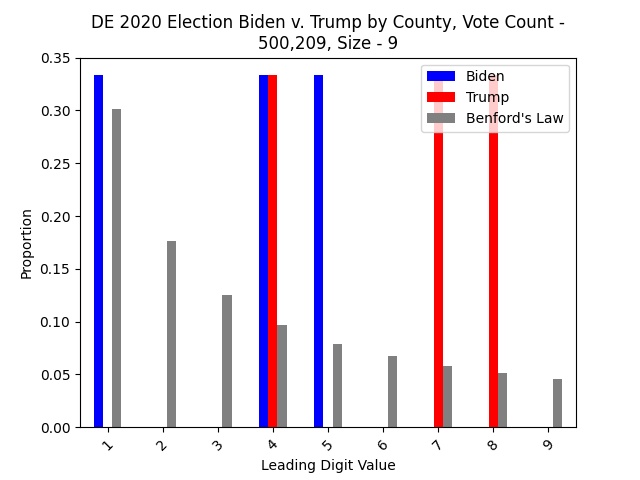 DE 2020 Election Biden v. Trump by County, Vote Count -
500,209, Size - 9
Biden
Trump
Benford's Law
0.35
0.30
0.25
0.20
0.15
0.10
0.05
0.00
Proportion
1 2 3 4 5 6 7 8 9
Leading Digit Value